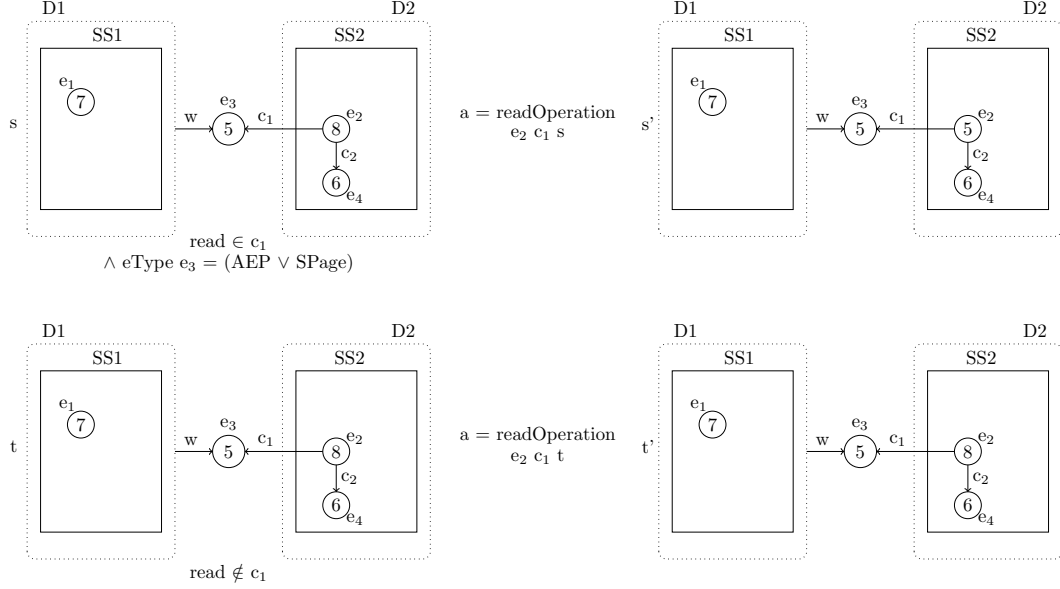 D1 D2 D1 D2
SS1 SS2 SS1 SS2
e₁ 7 e₁ 7
s w e₃ 5 c₁ 8 e₂ a = readOperation s' w e₃ 5 c₁ 5 e₂
e₂ c₁ s
c₂ c₂
6 e₄ 6 e₄
read ∈ c₁
∧ eType e₃ = (AEP ∨ SPage)
D1 D2 D1 D2
SS1 SS2 SS1 SS2
e₁ 7 e₁ 7
t w e₃ 5 c₁ 8 e₂ a = readOperation t' w e₃ 5 c₁ 8 e₂
e₂ c₁ t
c₂ c₂
6 e₄ 6 e₄
read ∉ c₁